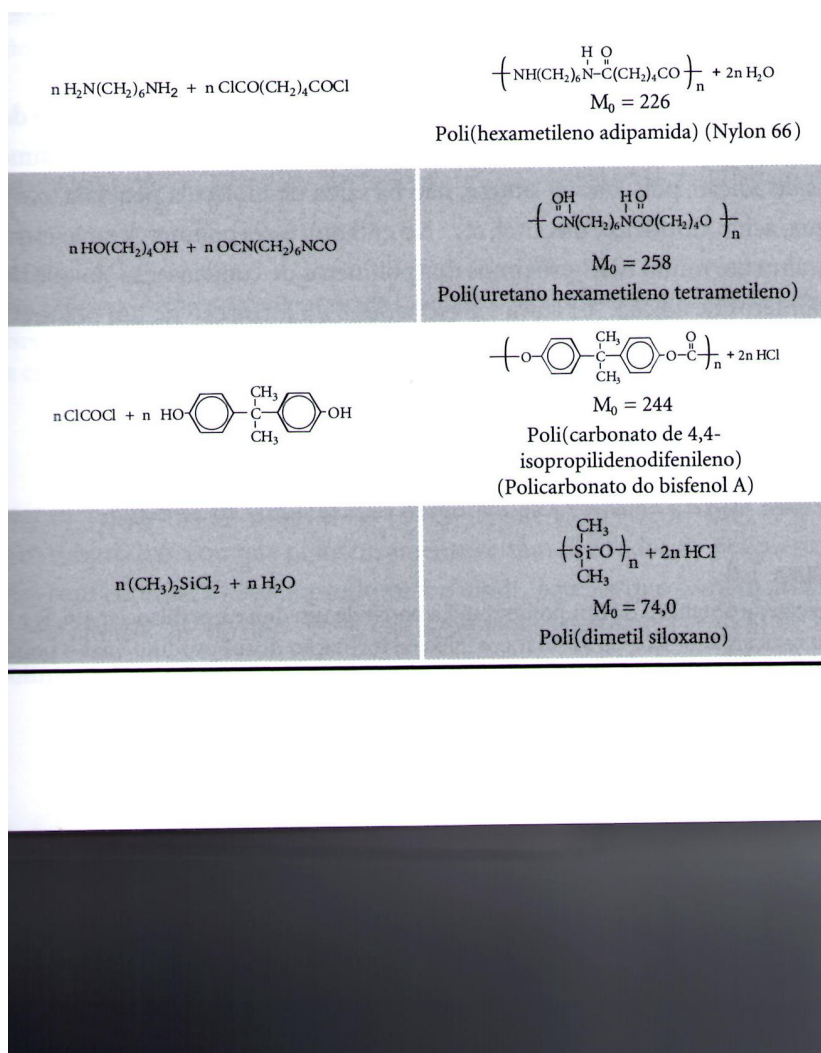 n H₂N(CH₂)₆NH₂ + n ClCO(CH₂)₄COCl
H O
NH(CH₂)₆N–C(CH₂)₄CO n + 2n H₂O
M₀ = 226
Poli(hexametileno adipamida) (Nylon 66)
n HO(CH₂)₄OH + n OCN(CH₂)₆NCO
OH H O
CN(CH₂)₆NCO(CH₂)₄O n
M₀ = 258
Poli(uretano hexametileno tetrametileno)
n ClCOCl + n HO CH₃ C CH₃ OH
O CH₃ C CH₃ O–C O n + 2n HCl
M₀ = 244
Poli(carbonato de 4,4-
isopropilidenodifenileno)
(Policarbonato do bisfenol A)
n (CH₃)₂SiCl₂ + n H₂O
CH₃
Si–O n + 2n HCl
CH₃
M₀ = 74,0
Poli(dimetil siloxano)